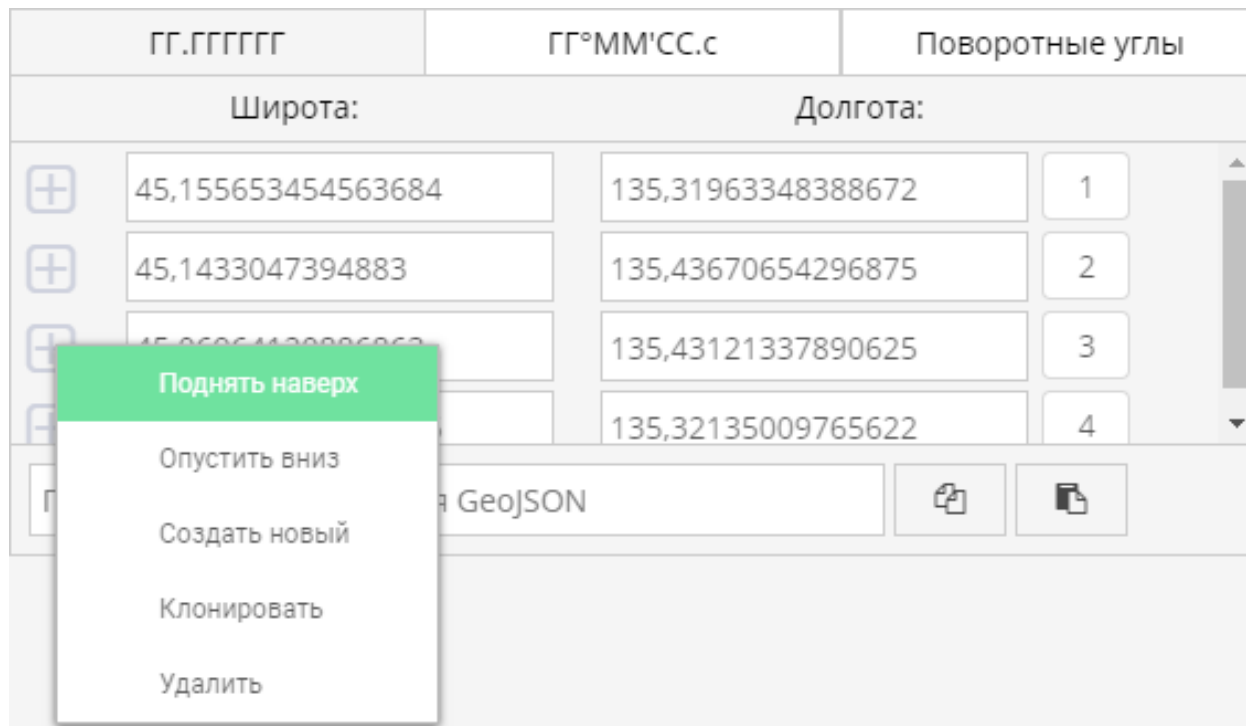 ГГ.ГГГГГГ ГГ°ММ'СС.с Поворотные углы
Широта: Долгота:
45,155653454563684 135,31963348388672 1
45,1433047394883 135,43670654296875 2
135,43121337890625 3
Поднять наверх
135,32135009765622 4
Опустить вниз
GeoJSON
Создать новый
Клонировать
Удалить